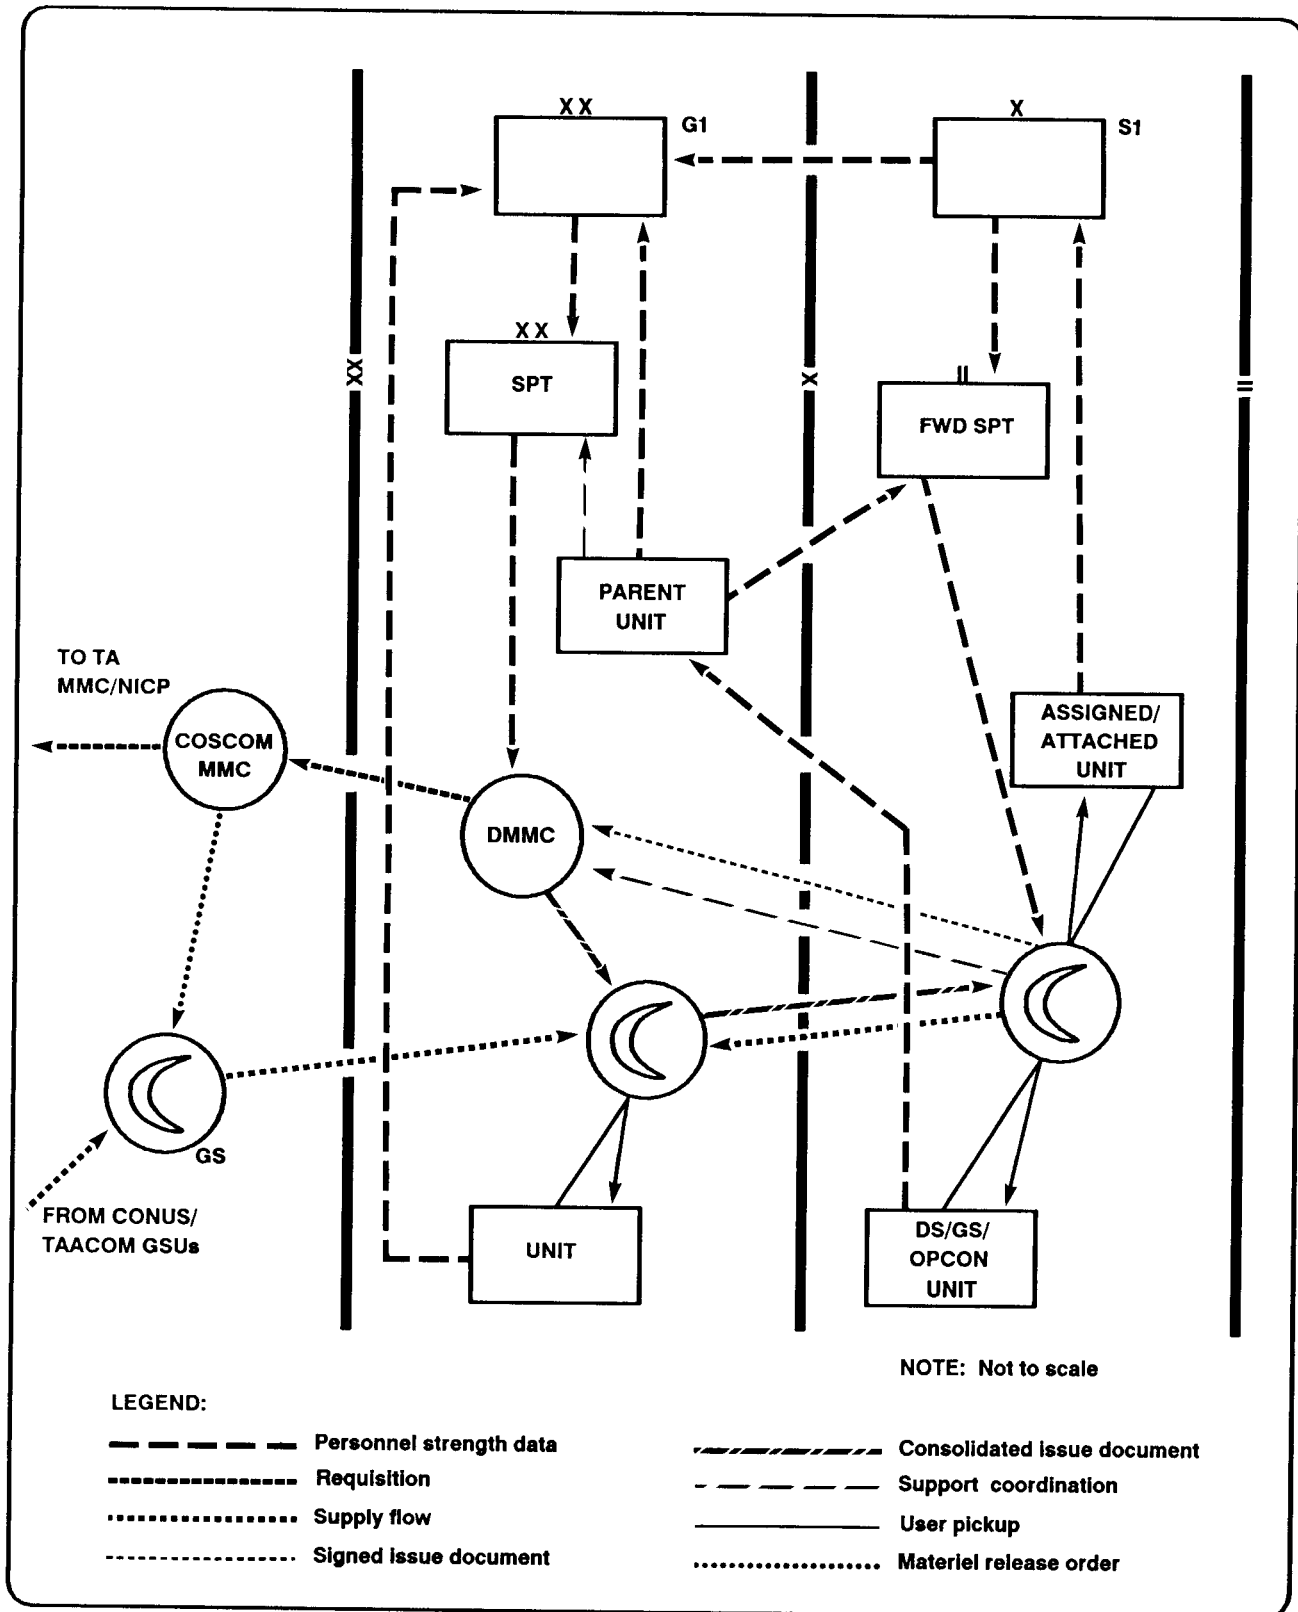 XX
G1
X
S1
XX
SPT
XX
X
II
FWD SPT
II
PARENT
UNIT
TO TA
MMC/NICP
COSCOM
MMC
ASSIGNED/
ATTACHED
UNIT
DMMC
GS
FROM CONUS/
TAACOM GSUs
UNIT
DS/GS/
OPCON
UNIT
NOTE: Not to scale
LEGEND:
Personnel strength data
Requisition
Supply flow
Signed issue document
Consolidated issue document
Support coordination
User pickup
Materiel release order